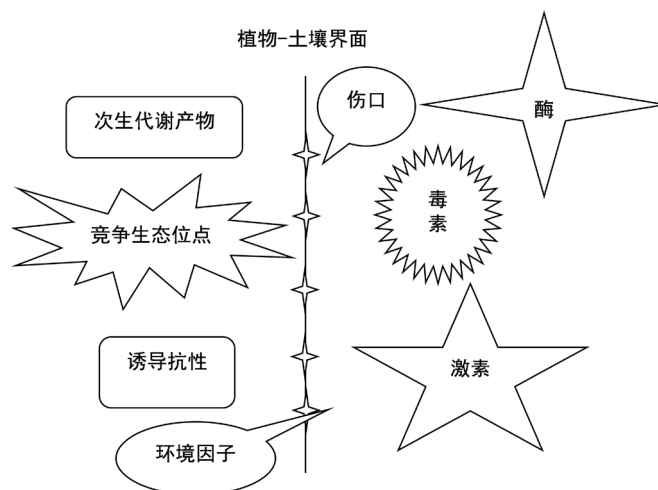 植物-土壤界面
次生代谢产物
伤口
酶
竞争生态位点
毒
素
诱导抗性
激素
环境因子